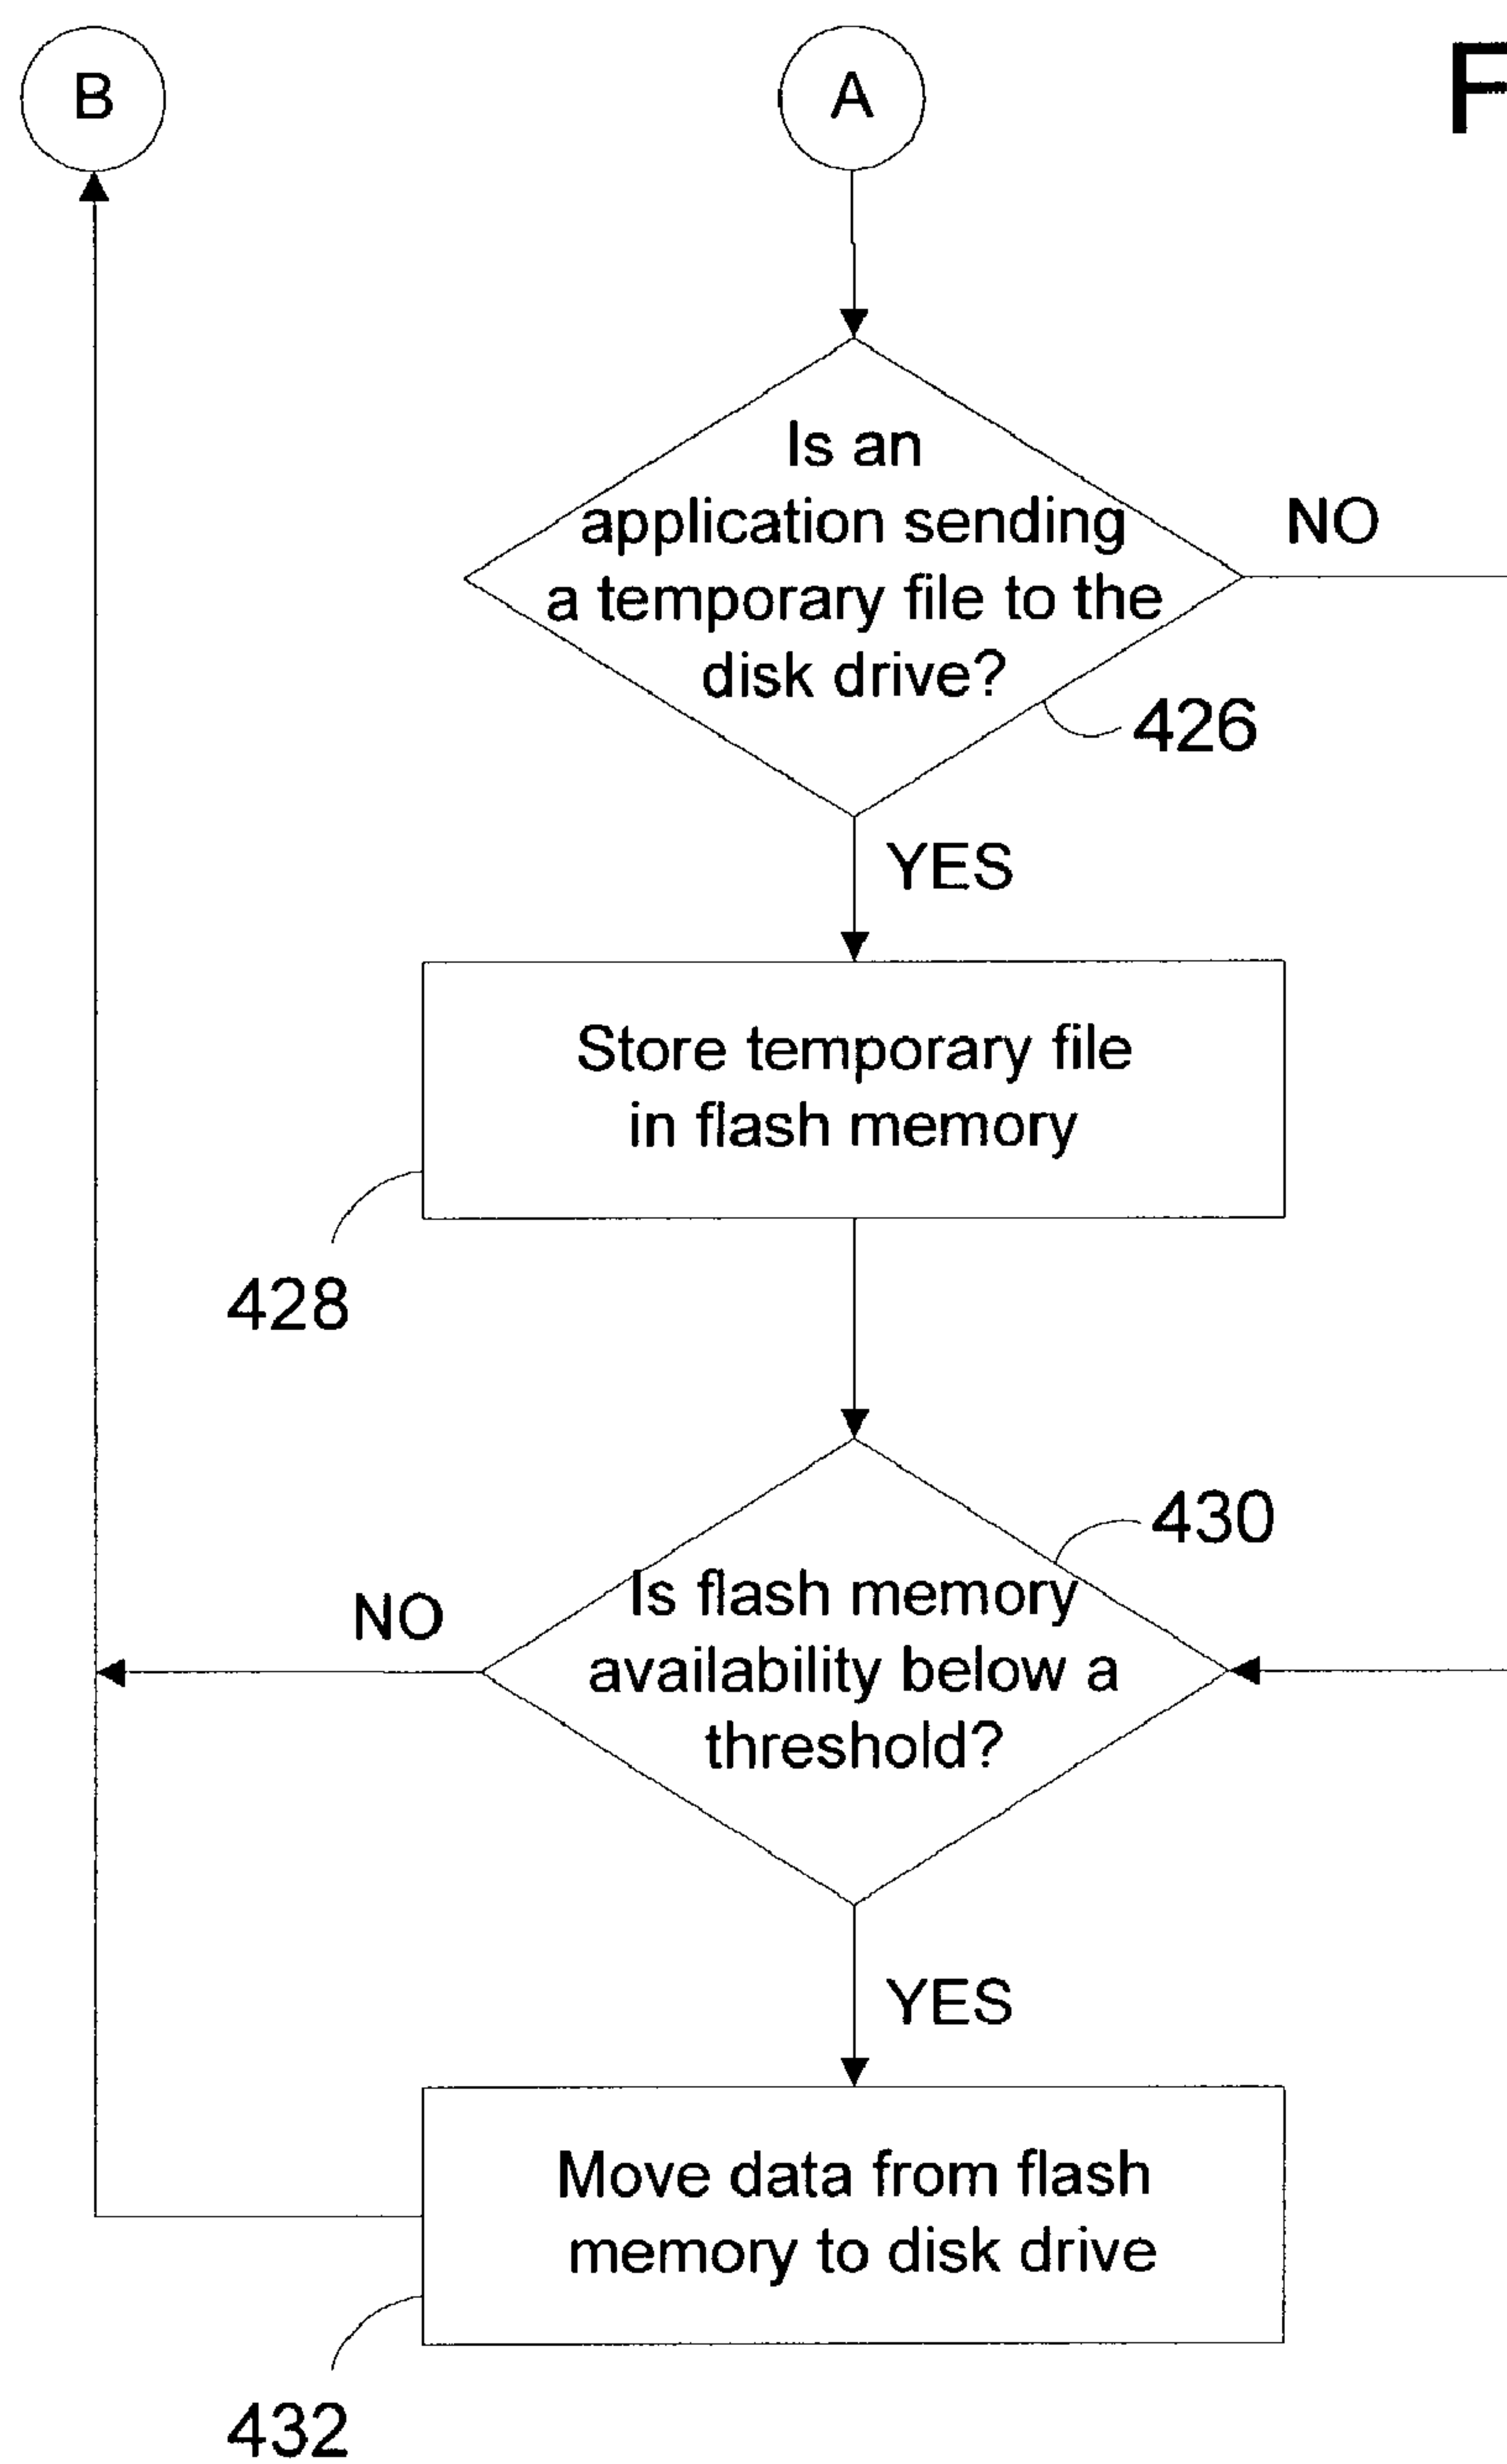 B
A
F
Is an
application sending
a temporary file to the
disk drive?
NO
426
YES
Store temporary file
in flash memory
428
430
Is flash memory
availability below a
threshold?
NO
YES
Move data from flash
memory to disk drive
432